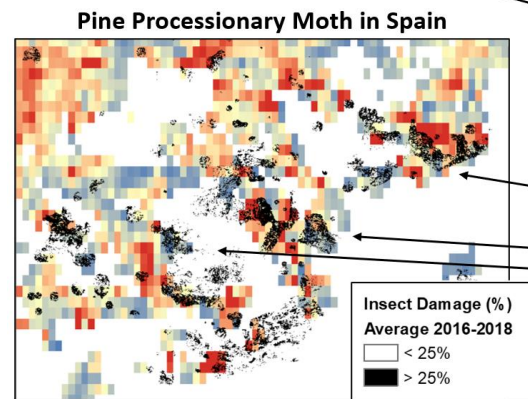 Pine Processionary Moth in Spain
Insect Damage (%)
Average 2016-2018
< 25%
> 25%